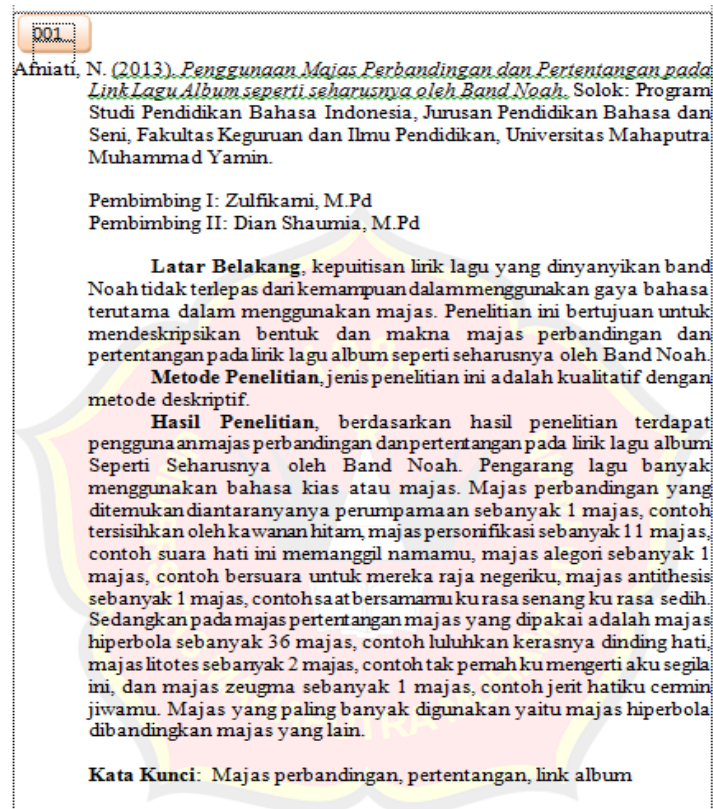 001
Afniati, N. (2013). Penggunaan Majas Perbandingan dan Pertentangan pada
Link Lagu Album seperti seharusnya oleh Band Noah. Solok: Program
Studi Pendidikan Bahasa Indonesia, Jurusan Pendidikan Bahasa dan
Seni, Fakultas Keguruan dan Ilmu Pendidikan, Universitas Mahaputra
Muhammad Yamin.
Pembimbing I: Zulfikarni, M.Pd
Pembimbing II: Dian Shaumia, M.Pd
Latar Belakang, kepuitisan lirik lagu yang dinyanyikan band
Noah tidak terlepas dari kemampuan dalam menggunakan gaya bahasa
terutama dalam menggunakan majas. Penelitian ini bertujuan untuk
mendeskripsikan bentuk dan makna majas perbandingan dan
pertentangan pada lirik lagu album seperti seharusnya oleh Band Noah.
Metode Penelitian, jenis penelitian ini adalah kualitatif dengan
metode deskriptif.
Hasil Penelitian, berdasarkan hasil penelitian terdapat
penggunaan majas perbandingan dan pertentangan pada lirik lagu album
Seperti Seharusnya oleh Band Noah. Pengarang lagu banyak
menggunakan bahasa kias atau majas. Majas perbandingan yang
ditemukan diantaranyanya perumpamaan sebanyak 1 majas, contoh
tersisihkan oleh kawanan hitam, majas personifikasi sebanyak 11 majas,
contoh suara hati ini memanggil namamu, majas alegori sebanyak 1
majas, contoh bersuara untuk mereka raja negeriku, majas antithesis
sebanyak 1 majas, contoh saat bersamamu ku rasa senang ku rasa sedih.
Sedangkan pada majas pertentangan majas yang dipakai adalah majas
hiperbola sebanyak 36 majas, contoh luluhkan kerasnya dinding hati,
majas litotes sebanyak 2 majas, contoh tak pernah ku mengerti aku segila
ini, dan majas zeugma sebanyak 1 majas, contoh jerit hatiku cermin
jiwamu. Majas yang paling banyak digunakan yaitu majas hiperbola
dibandingkan majas yang lain.
Kata Kunci: Majas perbandingan, pertentangan, link album